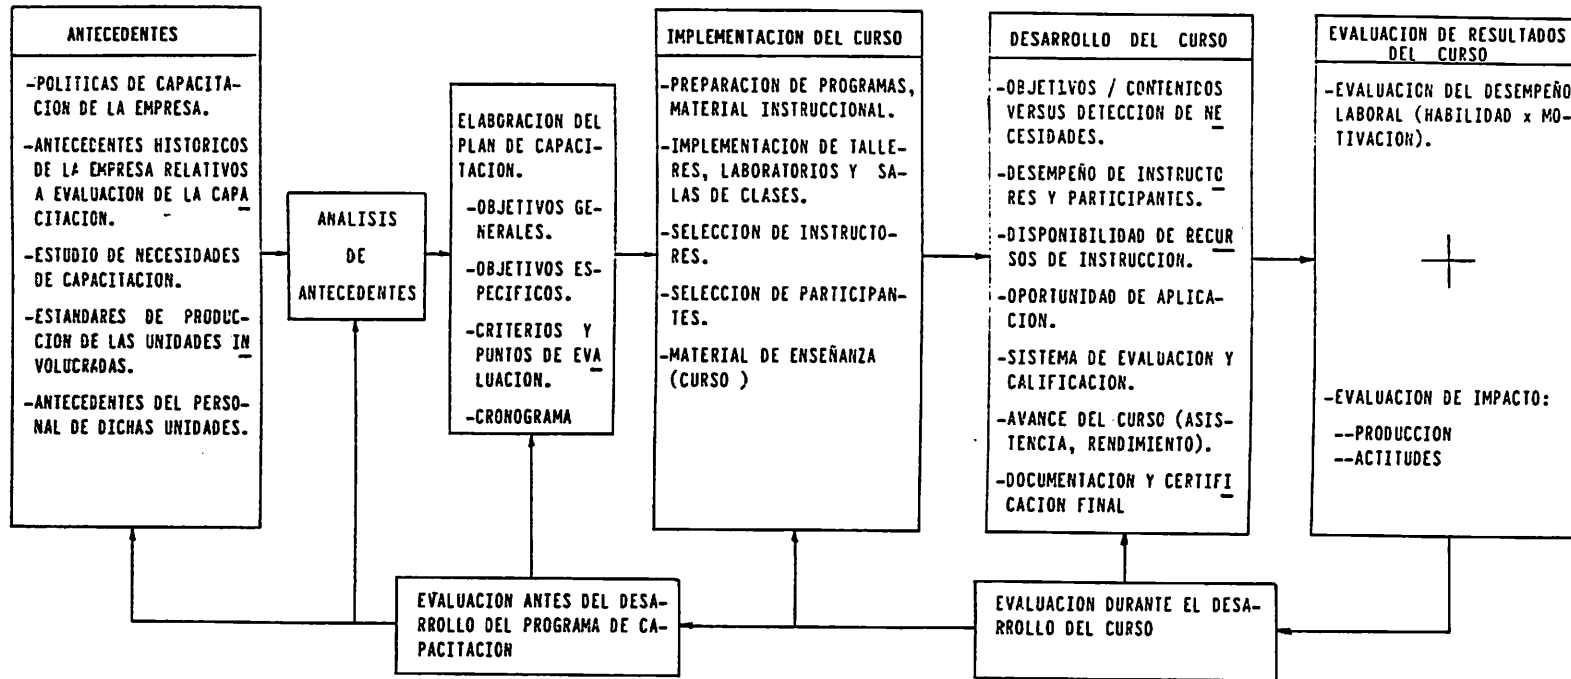 ANTECEDENTES
-POLITICAS DE CAPACITA-
CION DE LA EMPRESA.
-ANTECEDENTES HISTORICOS
DE LA EMPRESA RELATIVOS
A EVALUACION DE LA CAPA
CITACION.
-ESTUDIO DE NECESIDADES
DE CAPACITACION.
-ESTANDARES DE PRODUC-
CION DE LAS UNIDADES IN
VOLUCRADAS.
-ANTECEDENTES DEL PERSO-
NAL DE DICHAS UNIDADES.
ANALISIS
DE
ANTECEDENTES
ELABORACION DEL
PLAN DE CAPACI-
TACION.
-OBJETIVOS GE-
NERALES.
-OBJETIVOS ES-
PECIFICOS.
-CRITERIOS Y
PUNTOS DE EVA
LUACION.
-CRONOGRAMA
IMPLEMENTACION DEL CURSO
-PREPARACION DE PROGRAMAS,
MATERIAL INSTRUCCIONAL.
-IMPLEMENTACION DE TALLE-
RES, LABORATORIOS Y SA-
LAS DE CLASES.
-SELECCION DE INSTRUCTO-
RES.
-SELECCION DE PARTICIPAN-
TES.
-MATERIAL DE ENSEÑANZA
(CURSO )
DESARROLLO DEL CURSO
-OBJETIVOS / CONTENIDOS
VERSUS DETECCION DE NE
CESIDADES.
-DESEMPEÑO DE INSTRUCTO
RES Y PARTICIPANTES.
-DISPONIBILIDAD DE RECUR
SOS DE INSTRUCCION.
-OPORTUNIDAD DE APLICA-
CION.
-SISTEMA DE EVALUACION Y
CALIFICACION.
-AVANCE DEL CURSO (ASIS-
TENCIA, RENDIMIENTO).
-DOCUMENTACION Y CERTIFI
CACION FINAL
EVALUACION DE RESULTADOS
DEL CURSO
-EVALUACION DEL DESEMPEÑO
LABORAL (HABILIDAD x MO-
TIVACION).
-EVALUACION DE IMPACTO:
--PRODUCCION
--ACTITUDES
EVALUACION ANTES DEL DESA-
RROLLO DEL PROGRAMA DE CA-
PACITACION
EVALUACION DURANTE EL DESA-
RROLLO DEL CURSO